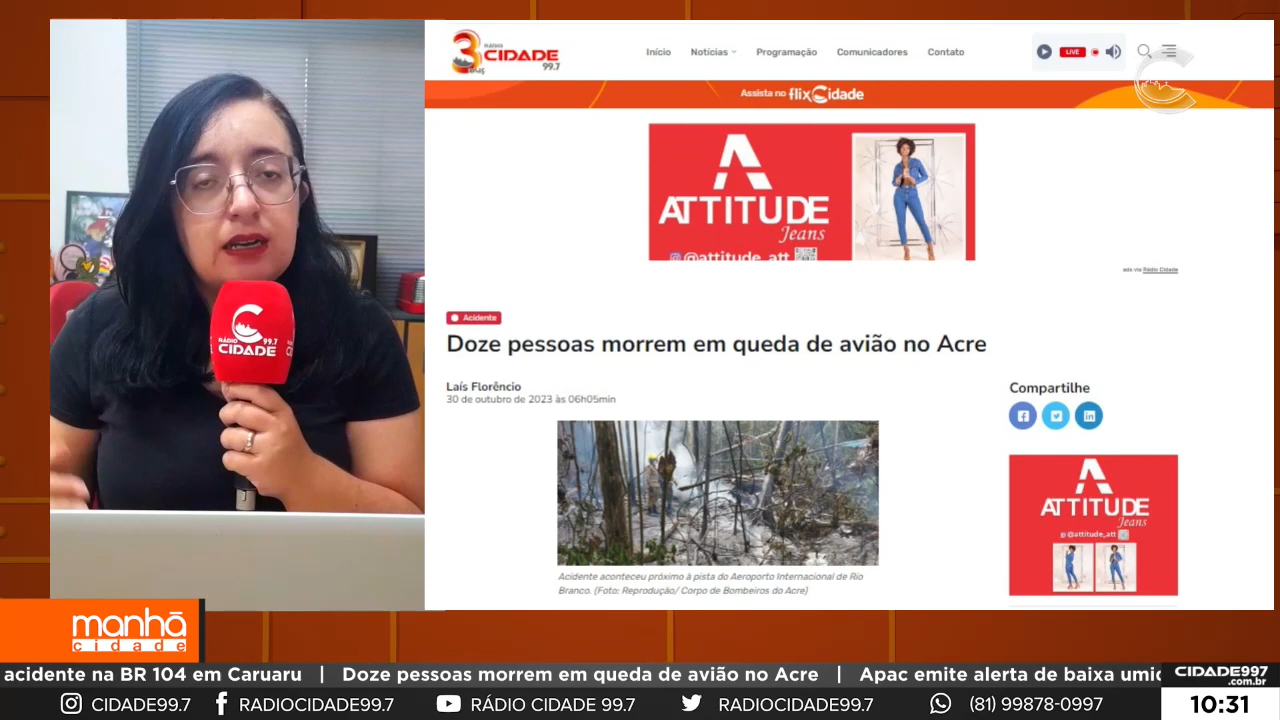 3 RÁDIO CIDADE 99.7
Início Notícias Programação Comunicadores Contato
LIVE
Assista no flixCidade
ATTITUDE
Jeans
@attitude_att
ads via Rádio Cidade
Acidente
Doze pessoas morrem em queda de avião no Acre
Laís Florêncio
30 de outubro de 2023 às 06h05min
Compartilhe
Acidente aconteceu próximo à pista do Aeroporto Internacional de Rio
Branco. (Foto: Reprodução/ Corpo de Bombeiros do Acre)
ATTITUDE
Jeans
@attitude_att
RÁDIO 99.7
CIDADE
manhã
cidade
acidente na BR 104 em Caruaru | Doze pessoas morrem em queda de avião no Acre | Apac emite alerta de baixa umid
CIDADE997
.com.br
CIDADE99.7 RADIOCIDADE99.7 RÁDIO CIDADE 99.7 RADIOCIDADE99.7 (81) 99878-0997
10:31